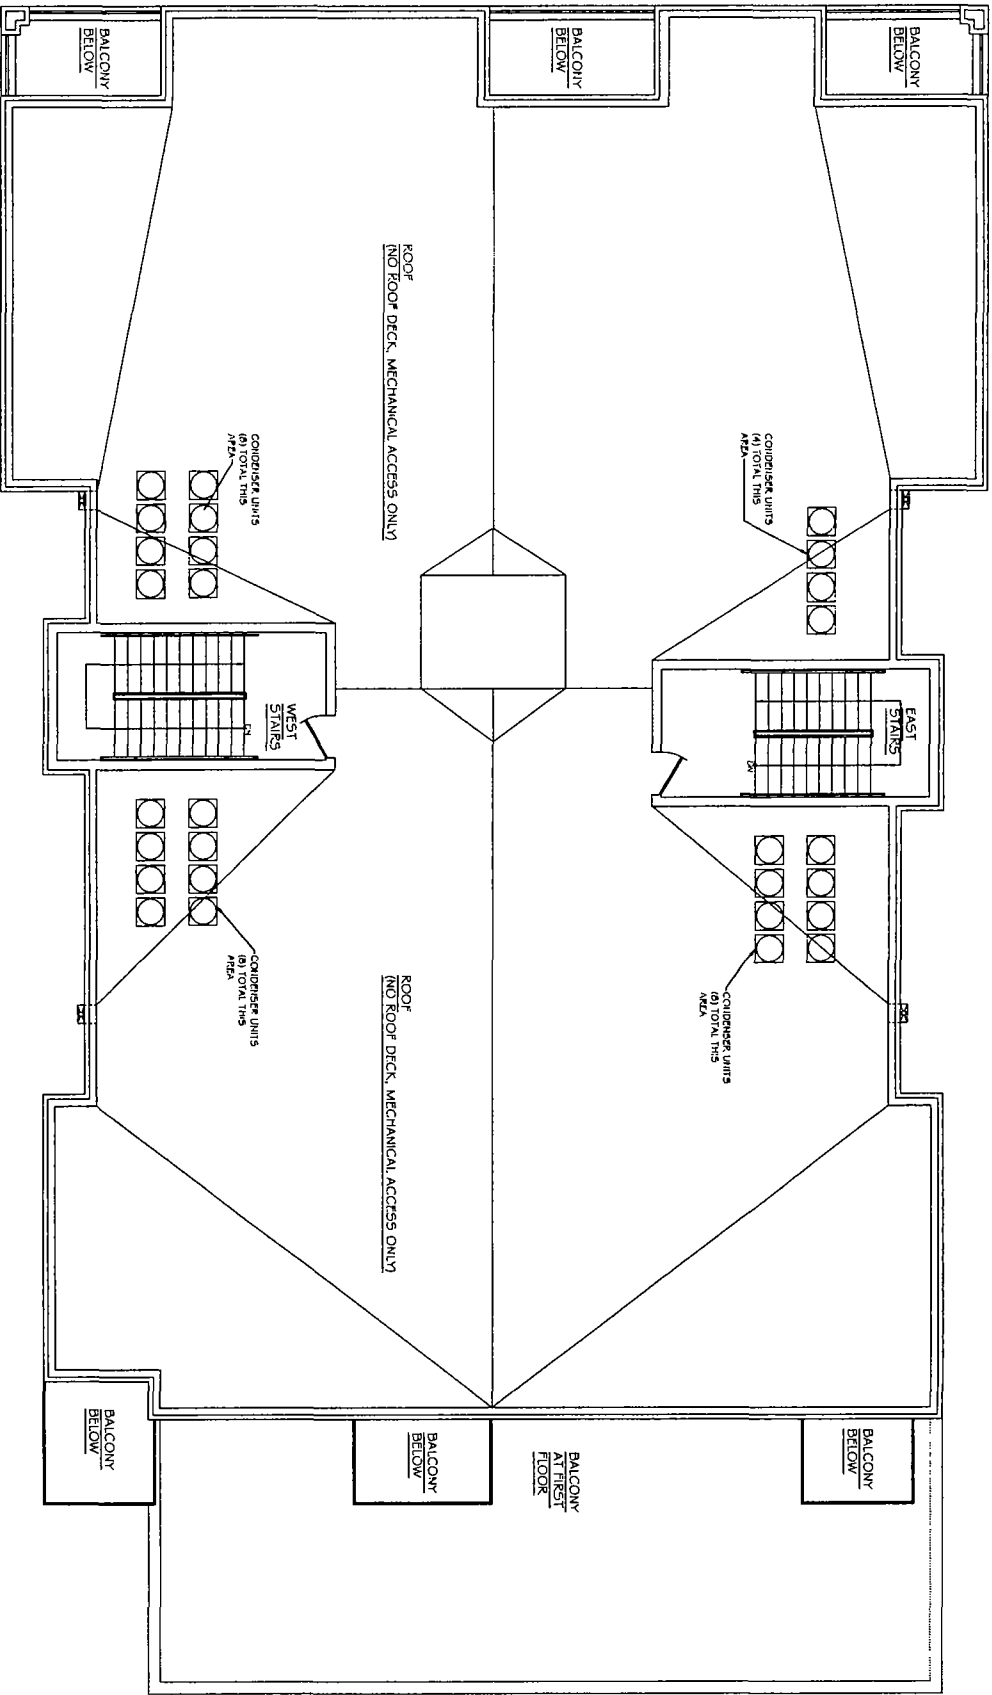 BALCONY
BELOW
BALCONY
BELOW
BALCONY
BELOW
ROOF
(NO ROOF DECK, MECHANICAL ACCESS ONLY)
CONDENSER UNITS
(8) TOTAL THIS
AREA
CONDENSER UNITS
(4) TOTAL THIS
AREA
WEST
STAIRS
DN
EAST
STAIRS
DN
CONDENSER UNITS
(8) TOTAL THIS
AREA
CONDENSER UNITS
(8) TOTAL THIS
AREA
ROOF
(NO ROOF DECK, MECHANICAL ACCESS ONLY)
BALCONY
BELOW
BALCONY
BELOW
BALCONY
AT FIRST
FLOOR
BALCONY
BELOW